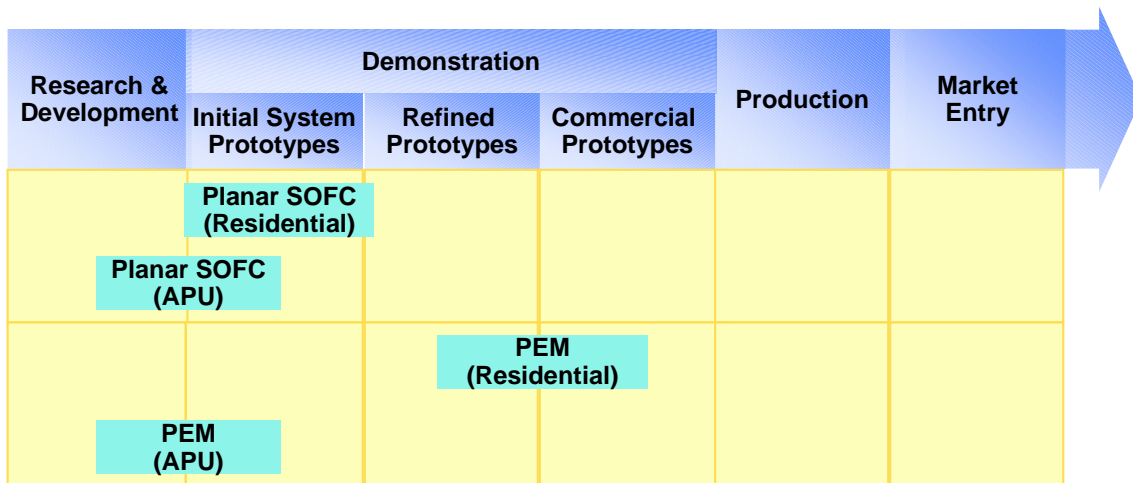 Research &
Development
Demonstration
Initial System
Prototypes
Refined
Prototypes
Commercial
Prototypes
Production
Market
Entry
Planar SOFC
(Residential)
Planar SOFC
(APU)
PEM
(Residential)
PEM
(APU)